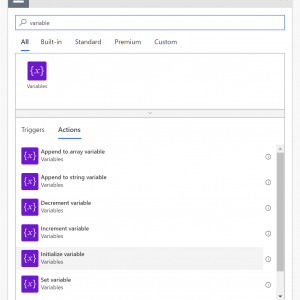 variable
All Built-in Standard Premium Custom
{x}
Variables
Triggers Actions
{x} Append to array variable
Variables
{x} Append to string variable
Variables
{x} Decrement variable
Variables
{x} Increment variable
Variables
{x} Initialize variable
Variables
{x} Set variable
Variables